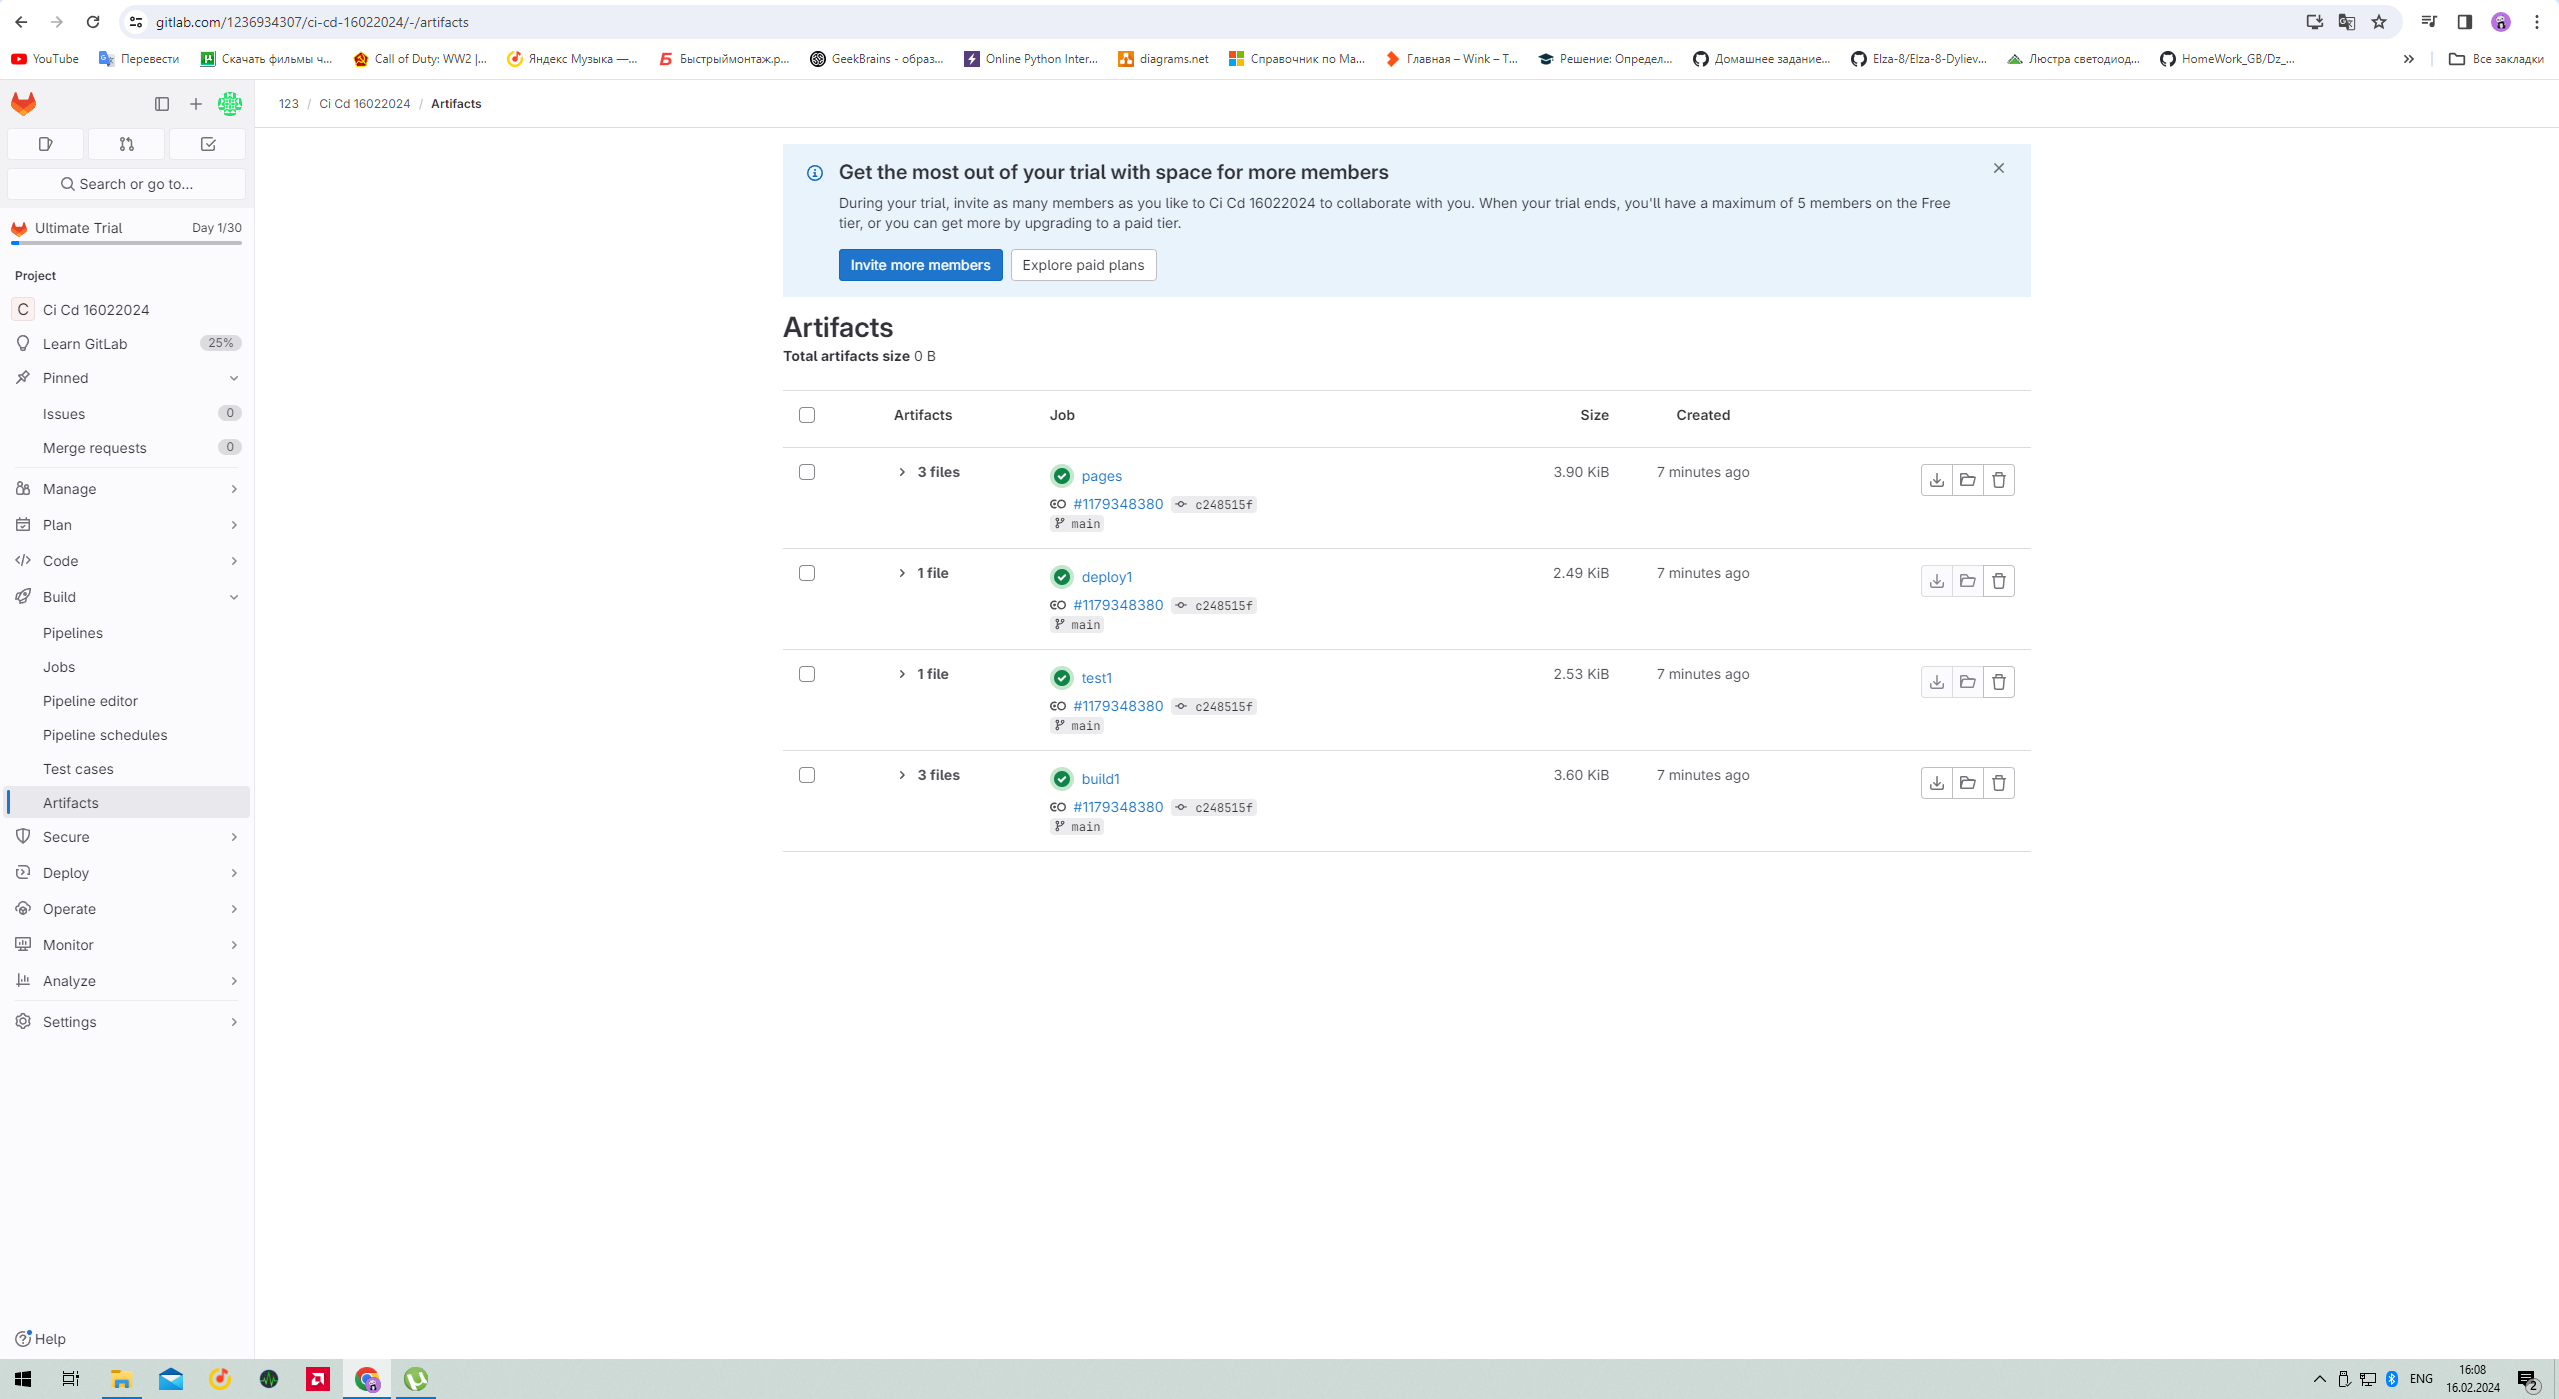 gitlab.com/1236934307/ci-cd-16022024/-/artifacts
YouTube
Перевести
Скачать фильмы ч...
Call of Duty: WW2 |...
Яндекс Музыка —...
Быстрыймонтаж.р...
GeekBrains - образ...
Online Python Inter...
diagrams.net
Справочник по Ma...
Главная – Wink – T...
Решение: Определ...
Домашнее задание...
Elza-8/Elza-8-Dyliev...
Люстра светодиод...
HomeWork_GB/Dz_...
Все закладки
123 / Ci Cd 16022024 / Artifacts
Search or go to...
Ultimate Trial Day 1/30
Project
C Ci Cd 16022024
Learn GitLab 25%
Pinned
Issues 0
Merge requests 0
Manage
Plan
Code
Build
Pipelines
Jobs
Pipeline editor
Pipeline schedules
Test cases
Artifacts
Secure
Deploy
Operate
Monitor
Analyze
Settings
Help
Get the most out of your trial with space for more members
During your trial, invite as many members as you like to Ci Cd 16022024 to collaborate with you. When your trial ends, you'll have a maximum of 5 members on the Free
tier, or you can get more by upgrading to a paid tier.
Invite more members Explore paid plans
Artifacts
Total artifacts size 0 B
Artifacts Job Size Created
3 files pages 3.90 KiB 7 minutes ago
#1179348380 c248515f
main
1 file deploy1 2.49 KiB 7 minutes ago
#1179348380 c248515f
main
1 file test1 2.53 KiB 7 minutes ago
#1179348380 c248515f
main
3 files build1 3.60 KiB 7 minutes ago
#1179348380 c248515f
main
ENG
16:08
16.02.2024
2